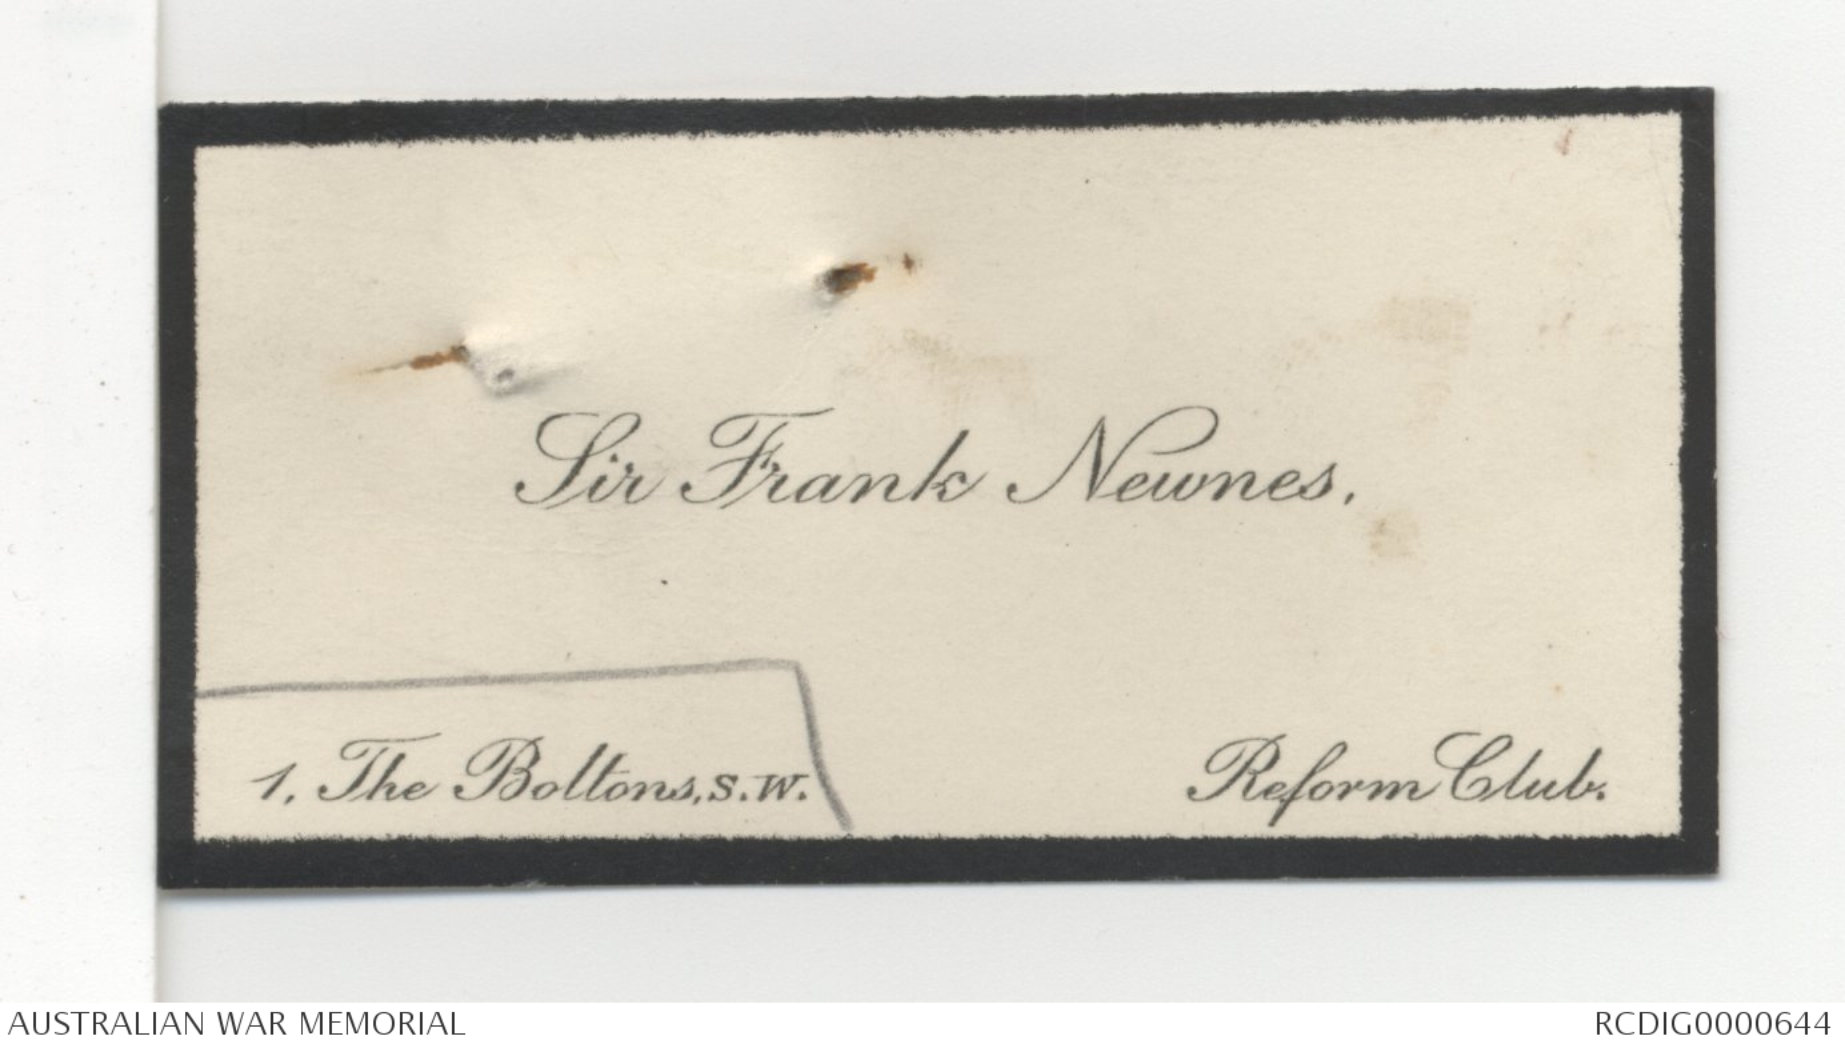 Sir Frank Newnes.
1, The Boltons, S.W.
Reform Club.
AUSTRALIAN WAR MEMORIAL
RCDIG0000644